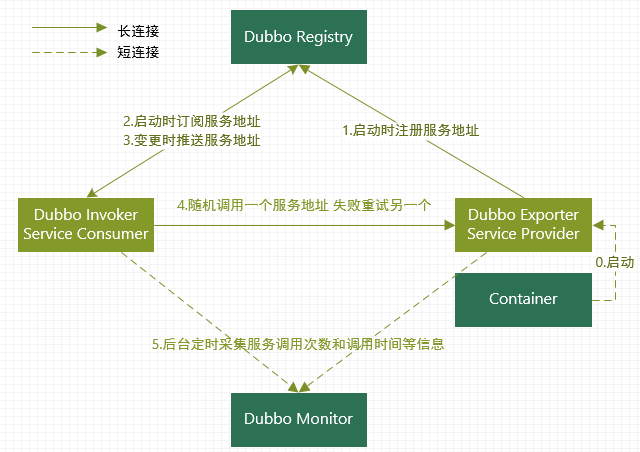 长连接
短连接
Dubbo Registry
2.启动时订阅服务地址
3.变更时推送服务地址
1.启动时注册服务地址
Dubbo Invoker
Service Consumer
4.随机调用一个服务地址 失败重试另一个
Dubbo Exporter
Service Provider
0.启动
Container
5.后台定时采集服务调用次数和调用时间等信息
Dubbo Monitor